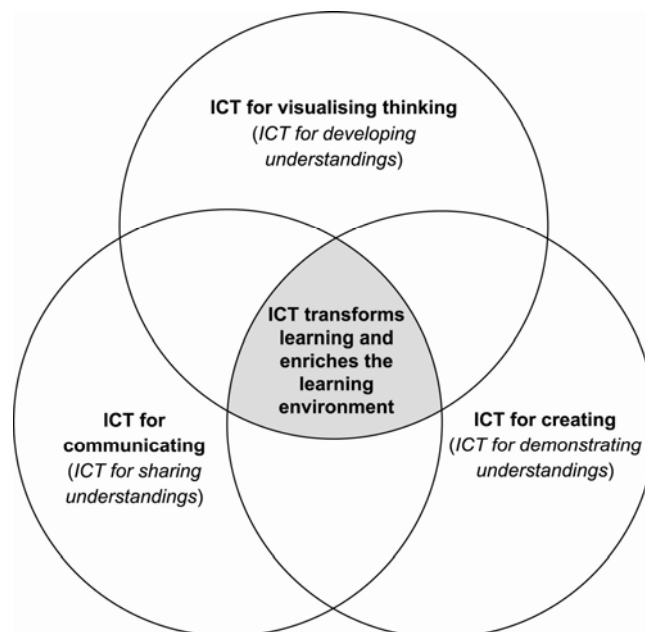 ICT for visualising thinking
(ICT for developing
understandings)
ICT transforms
learning and
enriches the
learning
environment
ICT for
communicating
(ICT for sharing
understandings)
ICT for creating
(ICT for demonstrating
understandings)